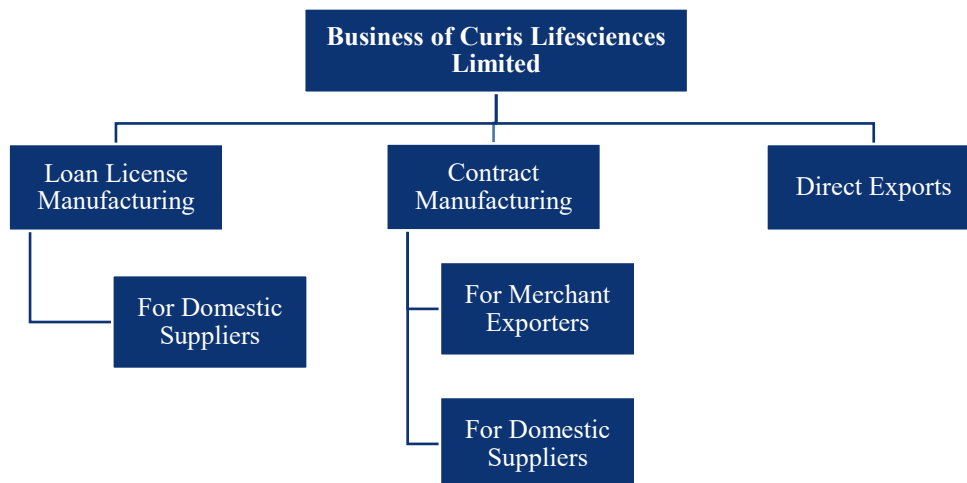 Business of Curis Lifesciences
Limited
Loan License
Manufacturing
Contract
Manufacturing
Direct Exports
For Domestic
Suppliers
For Merchant
Exporters
For Domestic
Suppliers